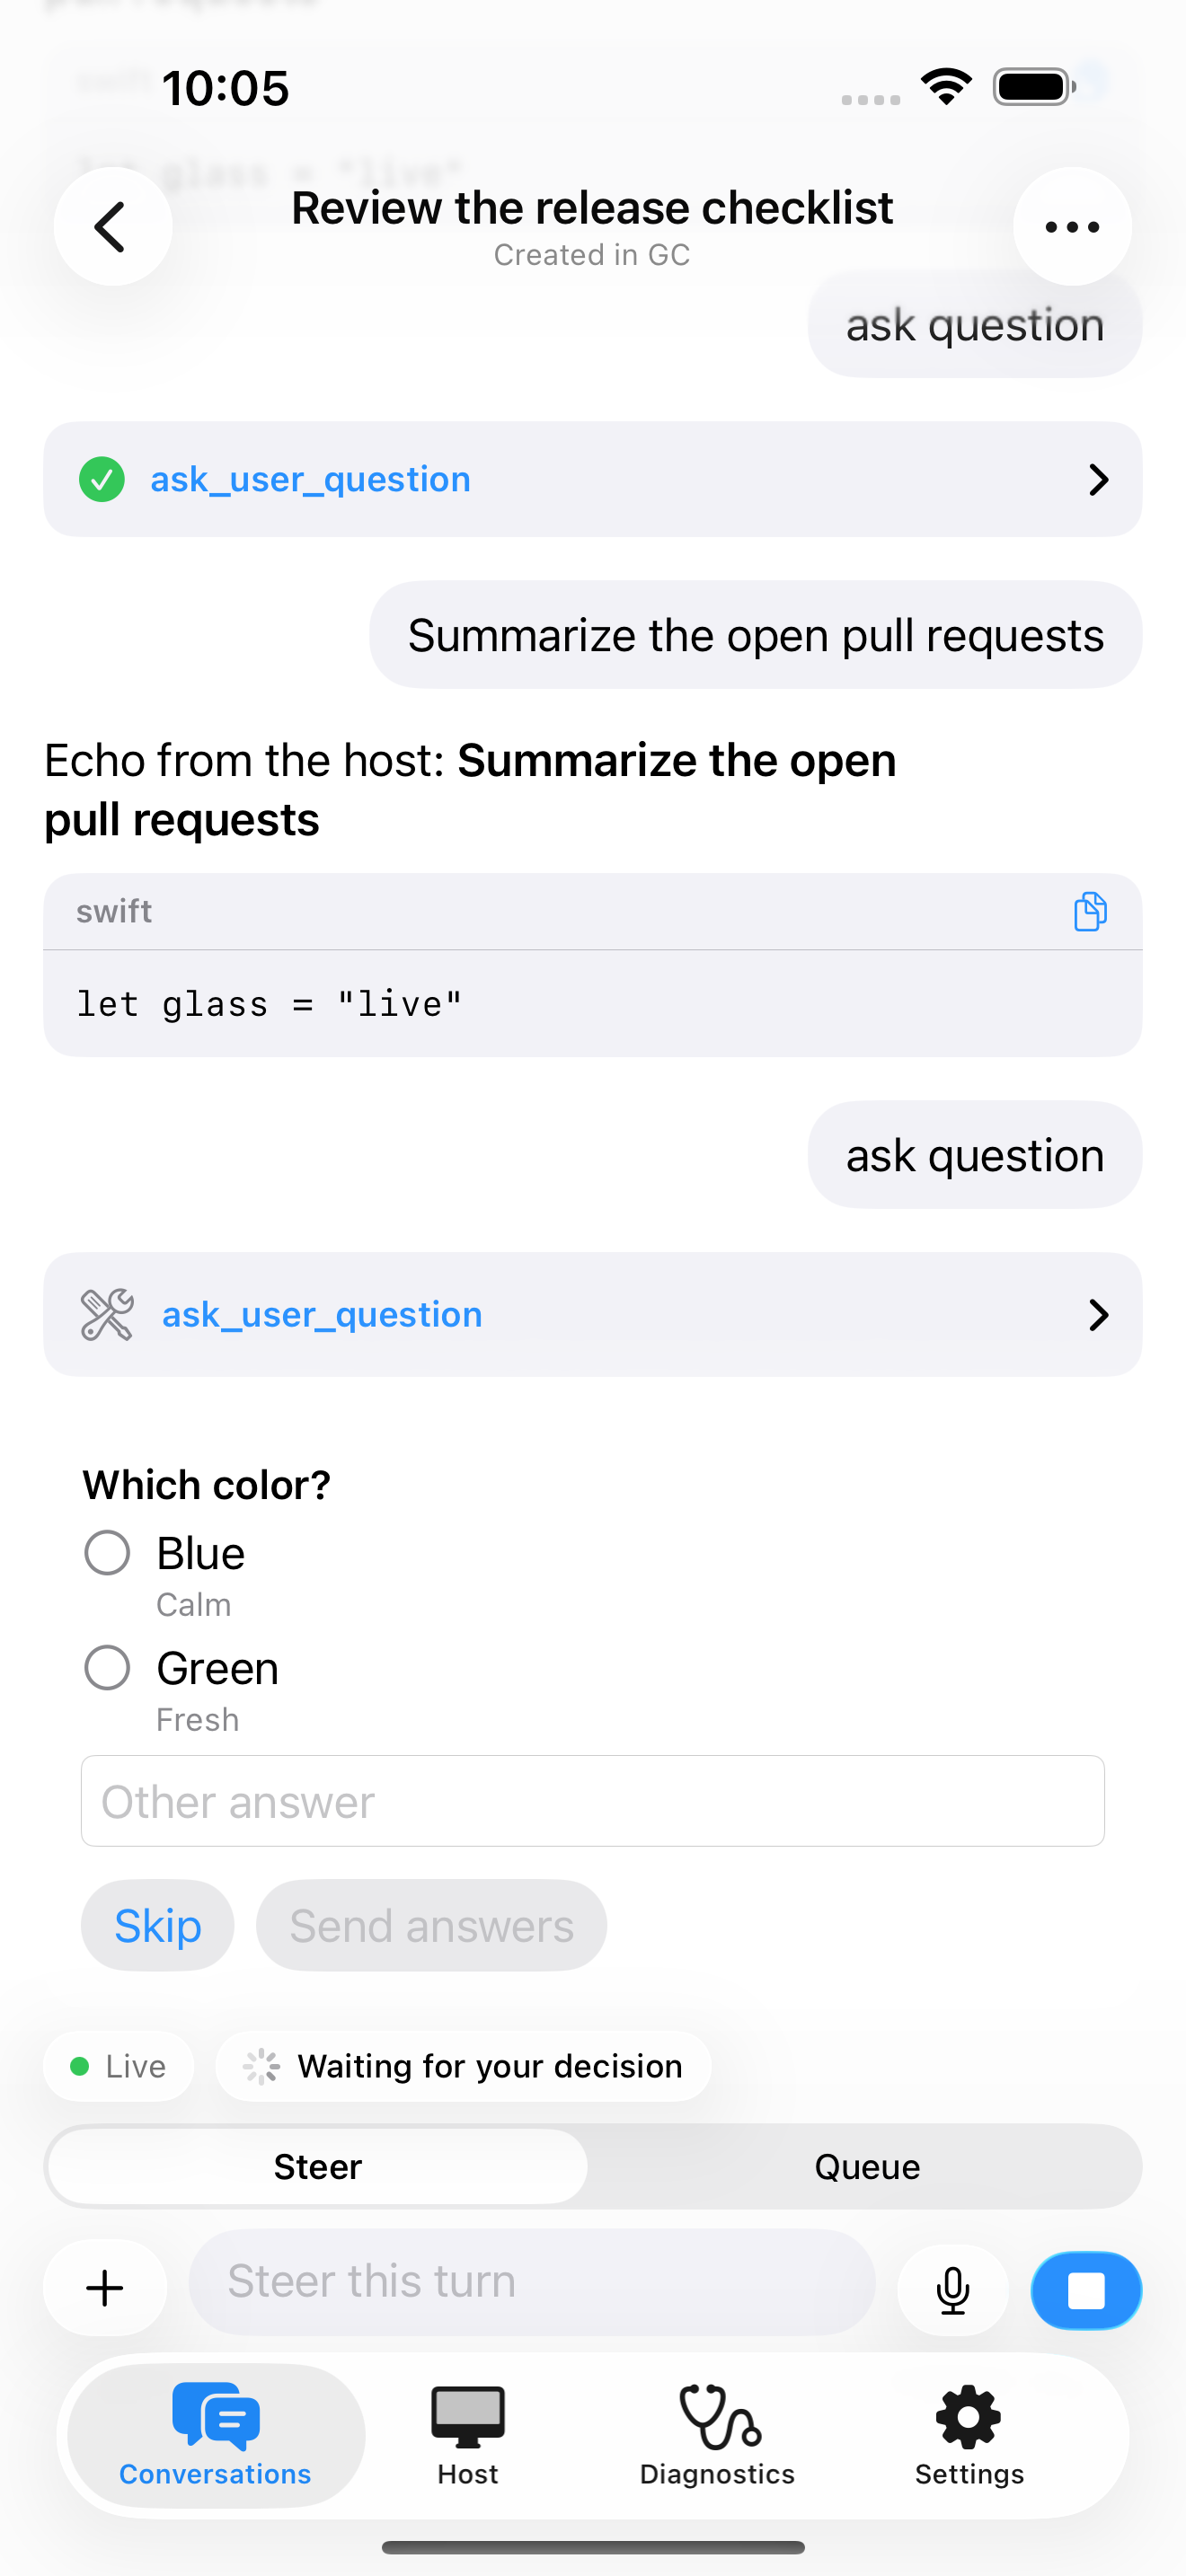 10:05
let glass = "live"
Review the release checklist
Created in GC
ask question
ask_user_question
Summarize the open pull requests
Echo from the host: Summarize the open
pull requests
swift
let glass = "live"
ask question
ask_user_question
Which color?
Blue
Calm
Green
Fresh
Other answer
Skip
Send answers
Live
Waiting for your decision
Steer
Queue
Steer this turn
Conversations
Host
Diagnostics
Settings